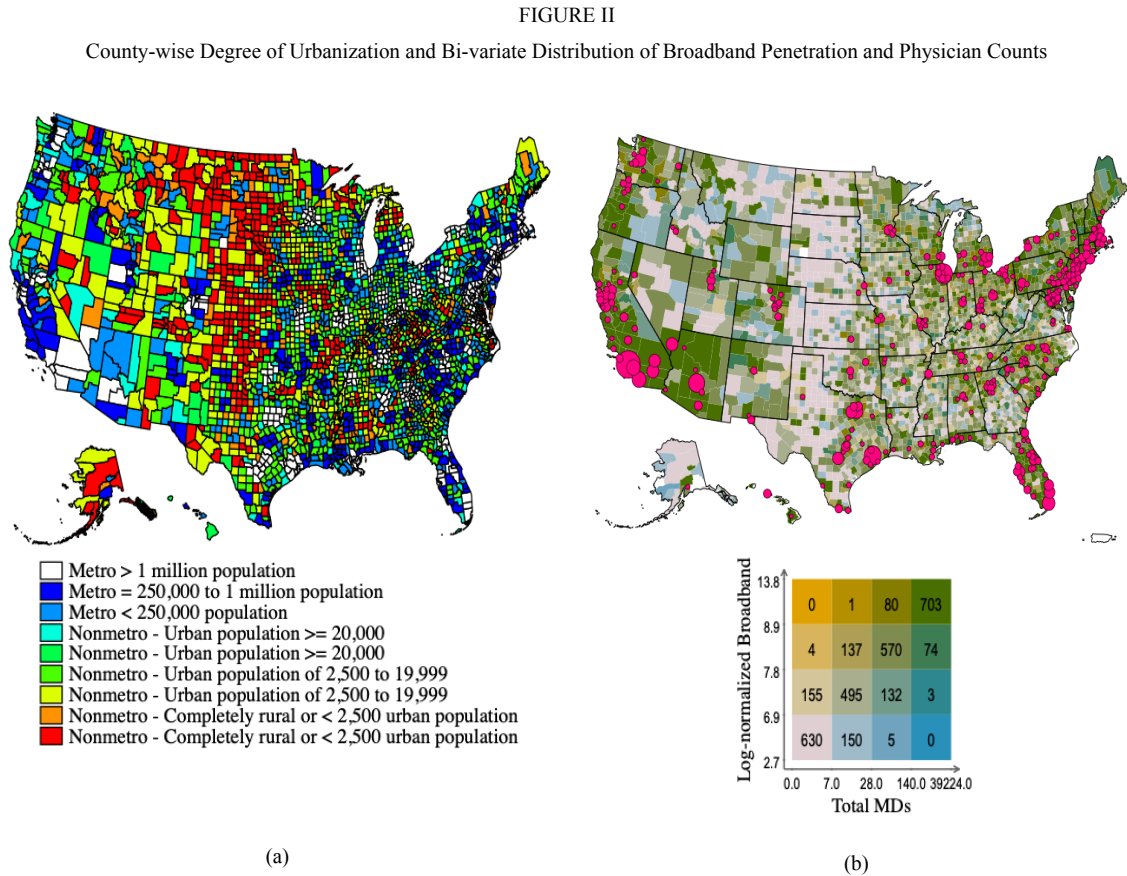 FIGURE II
County-wise Degree of Urbanization and Bi-variate Distribution of Broadband Penetration and Physician Counts
Metro > 1 million population
Metro = 250,000 to 1 million population
Metro < 250,000 population
Nonmetro - Urban population >= 20,000
Nonmetro - Urban population >= 20,000
Nonmetro - Urban population of 2,500 to 19,999
Nonmetro - Urban population of 2,500 to 19,999
Nonmetro - Completely rural or < 2,500 urban population
Nonmetro - Completely rural or < 2,500 urban population
(a)
Log-normalized Broadband
13.8
0 1 80 703
8.9
4 137 570 74
7.8
155 495 132 3
6.9
630 150 5 0
2.7
0.0 7.0 28.0 140.0 39224.0
Total MDs
(b)